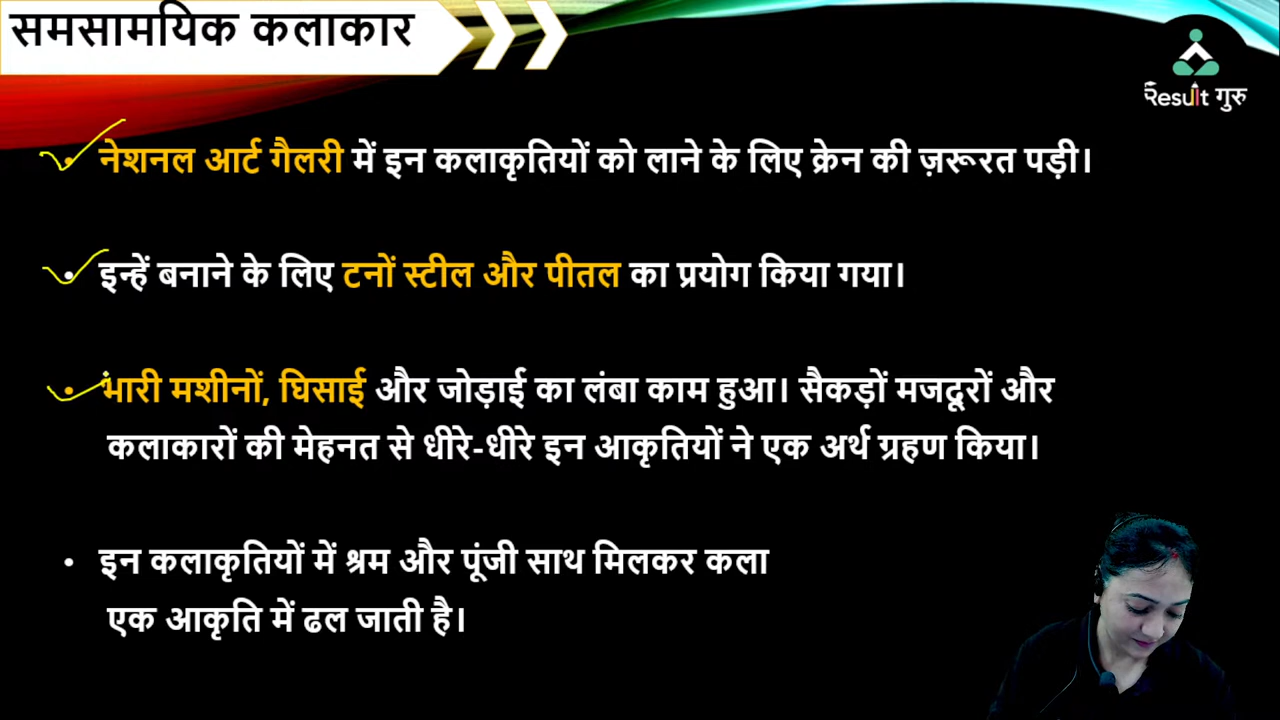 समसामयिक कलाकार
Result गुरु
• नेशनल आर्ट गैलरी में इन कलाकृतियों को लाने के लिए क्रेन की ज़रूरत पड़ी।
• इन्हें बनाने के लिए टनों स्टील और पीतल का प्रयोग किया गया।
• भारी मशीनों, घिसाई और जोड़ाई का लंबा काम हुआ। सैकड़ों मजदूरों और
कलाकारों की मेहनत से धीरे-धीरे इन आकृतियों ने एक अर्थ ग्रहण किया।
• इन कलाकृतियों में श्रम और पूंजी साथ मिलकर कला
एक आकृति में ढल जाती है।